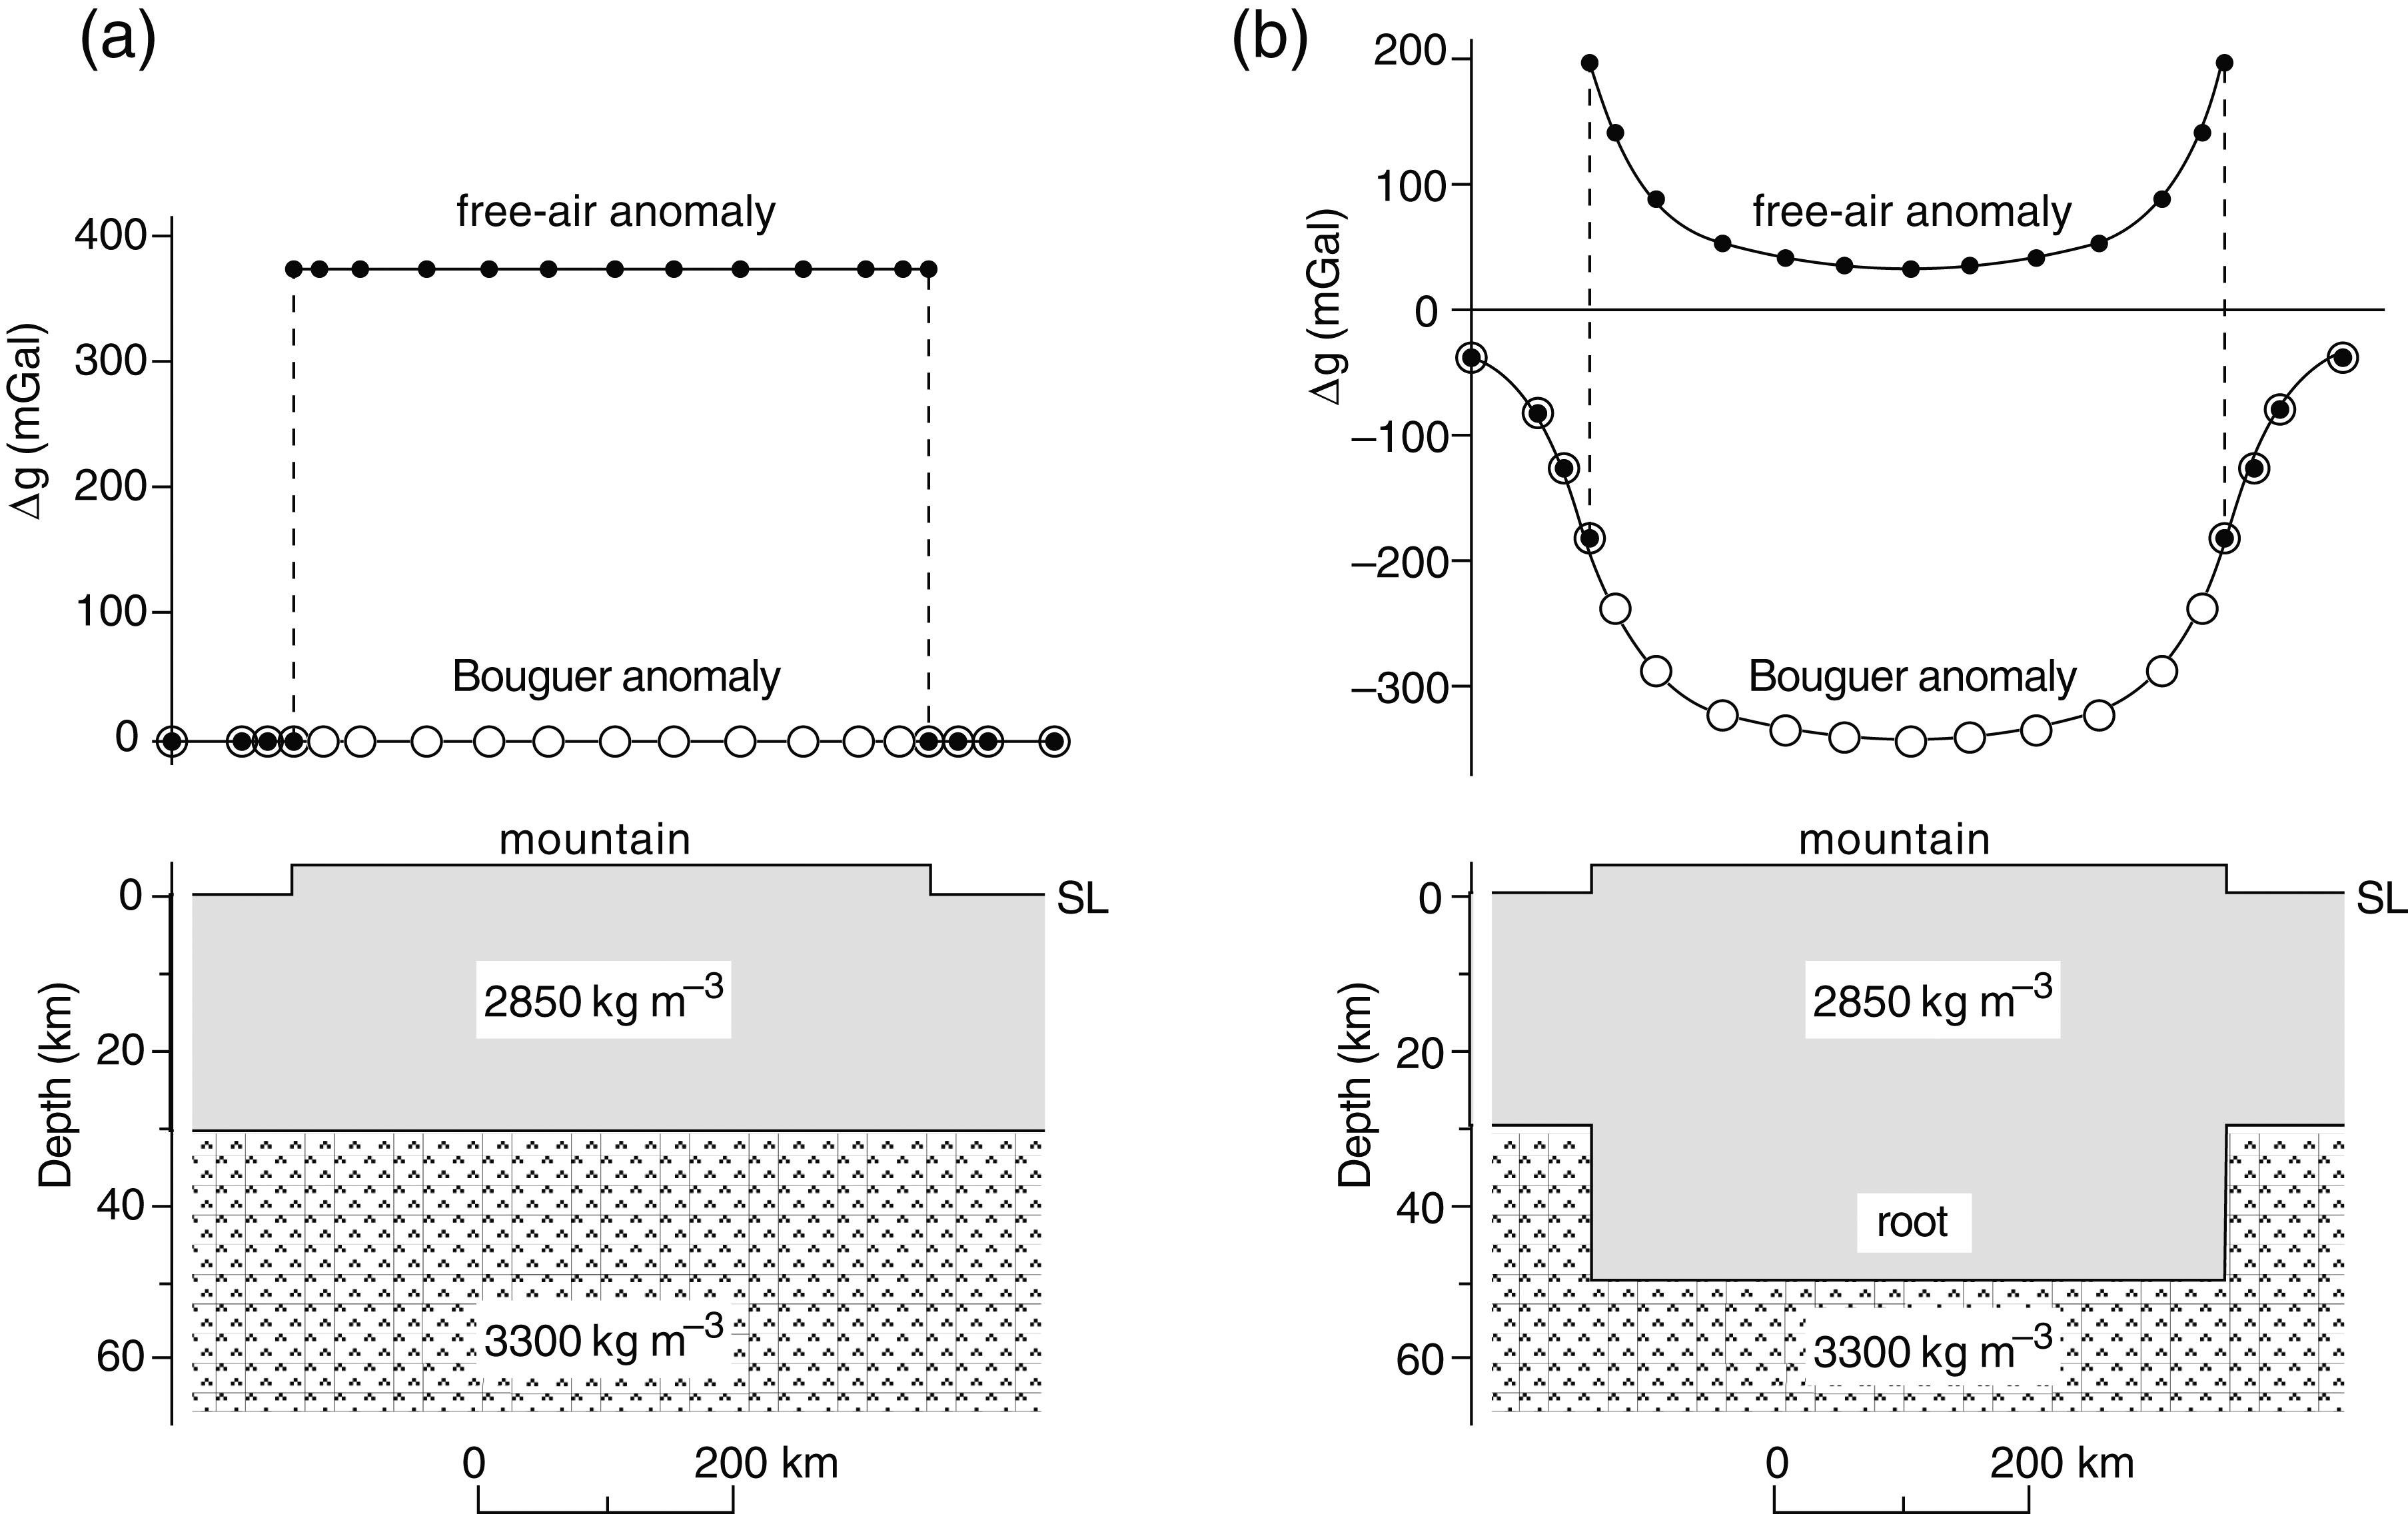 (a)
400
300
200
100
0
Δg (mGal)
free-air anomaly
Bouguer anomaly
mountain
0
20
40
60
Depth (km)
SL
2850 kg m⁻³
3300 kg m⁻³
0
200 km
(b)
200
100
0
–100
–200
–300
Δg (mGal)
free-air anomaly
Bouguer anomaly
mountain
0
20
40
60
Depth (km)
SL
2850 kg m⁻³
root
3300 kg m⁻³
0
200 km